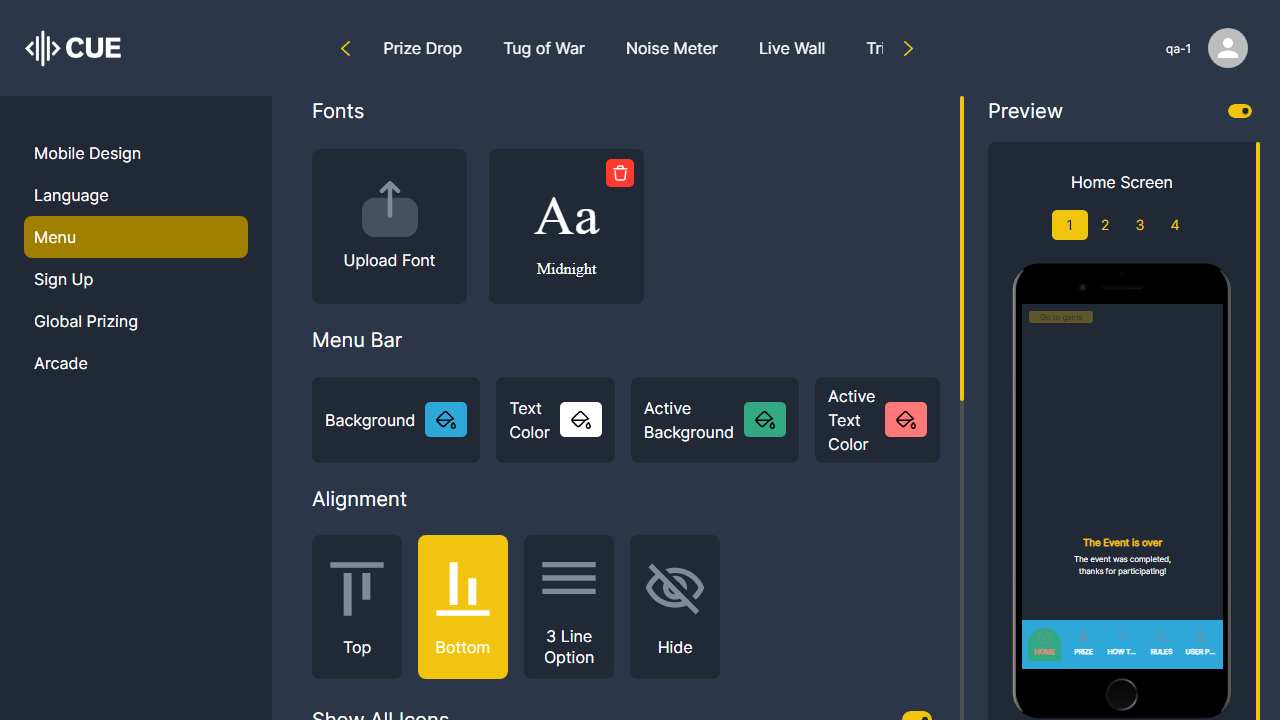 CUE
Prize Drop
Tug of War
Noise Meter
Live Wall
Tri
qa-1
Mobile Design
Language
Menu
Sign Up
Global Prizing
Arcade
Fonts
Upload Font
Aa
Midnight
Menu Bar
Background
Text
Color
Active
Background
Active
Text
Color
Alignment
Top
Bottom
3 Line
Option
Hide
Show All Icons
Preview
Home Screen
1 2 3 4
Go to game
The Event is over
The event was completed,
thanks for participating!
HOME
PRIZE
HOW T...
RULES
USER P...